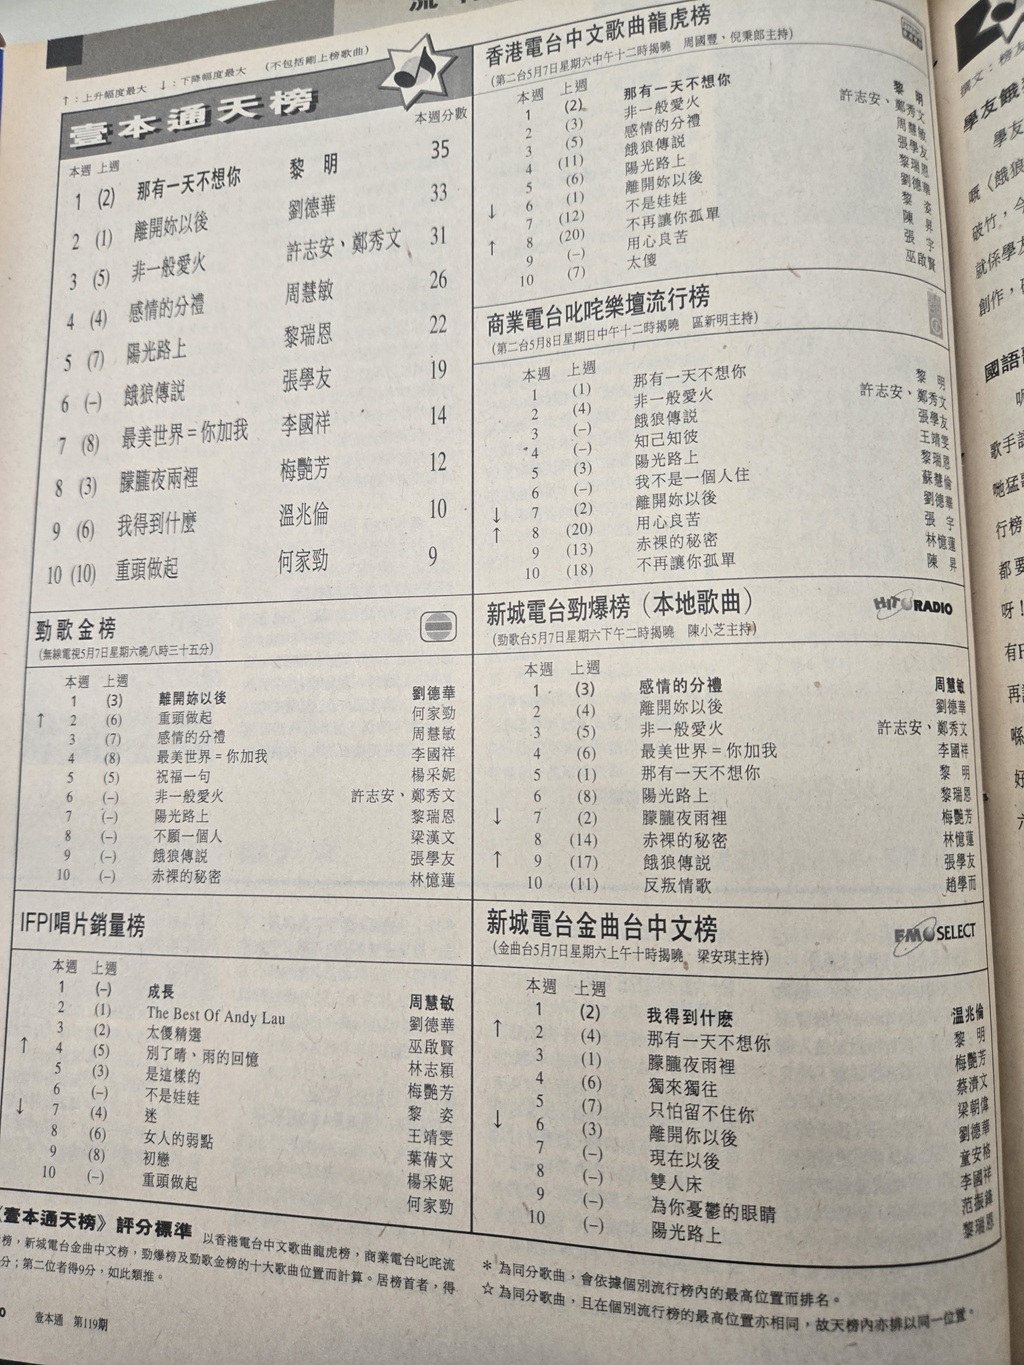 ↑：上升幅度最大　↓：下降幅度最大　(不包括剛上榜歌曲)
壹本通天榜
本週分數
本週 上週
1 (2) 那有一天不想你 黎　明 35
2 (1) 離開妳以後 劉德華 33
3 (5) 非一般愛火 許志安、鄭秀文 31
4 (4) 感情的分禮 周慧敏 26
5 (7) 陽光路上 黎瑞恩 22
6 (–) 餓狼傳説 張學友 19
7 (8) 最美世界=你加我 李國祥 14
8 (3) 朦朧夜雨裡 梅艷芳 12
9 (6) 我得到什麼 溫兆倫 10
10 (10) 重頭做起 何家勁 9
勁歌金榜
(無線電視5月7日星期六晚八時三十五分)
本週 上週
1 (3) 離開妳以後 劉德華
↑ 2 (6) 重頭做起 何家勁
3 (7) 感情的分禮 周慧敏
4 (8) 最美世界=你加我 李國祥
5 (5) 祝福一句 楊采妮
6 (–) 非一般愛火 許志安、鄭秀文
7 (–) 陽光路上 黎瑞恩
8 (–) 不願一個人 梁漢文
9 (–) 餓狼傳説 張學友
10 (–) 赤裸的秘密 林憶蓮
IFPI唱片銷量榜
本週 上週
1 (–) 成長 周慧敏
2 (1) The Best Of Andy Lau 劉德華
3 (2) 太傻精選 巫啟賢
↑ 4 (5) 別了晴、雨的回憶 林志穎
5 (3) 是這樣的 梅艷芳
6 (–) 不是娃娃 黎　姿
↓ 7 (4) 迷 王靖雯
8 (6) 女人的弱點 葉蒨文
9 (8) 初戀 楊采妮
10 (–) 重頭做起 何家勁
《壹本通天榜》評分標準　以香港電台中文歌曲龍虎榜，商業電台叱咤流
榜，新城電台金曲中文榜，勁爆榜及勁歌金榜的十大歌曲位置而計算。居榜首者，得
分；第二位者得9分，如此類推。
壹本通　第119期
香港電台中文歌曲龍虎榜
(第二台5月7日星期六中午十二時揭曉　周國豐、倪秉郎主持)
本週 上週
1 (2) 那有一天不想你 黎　明
2 (3) 非一般愛火 許志安、鄭秀文
3 (5) 感情的分禮 周慧敏
4 (11) 餓狼傳説 張學友
5 (6) 陽光路上 黎瑞恩
↓ 6 (1) 離開妳以後 劉德華
7 (12) 不是娃娃 黎　姿
↑ 8 (20) 不再讓你孤單 陳　昇
9 (–) 用心良苦 張　宇
10 (7) 太傻 巫啟賢
商業電台叱咤樂壇流行榜
(第二台5月8日星期日中午十二時揭曉　區新明主持)
本週 上週
1 (1) 那有一天不想你 黎　明
2 (4) 非一般愛火 許志安、鄭秀文
3 (–) 餓狼傳説 張學友
4 (–) 知己知彼 王靖雯
5 (3) 陽光路上 黎瑞恩
6 (–) 我不是一個人住 蘇慧倫
↓ 7 (2) 離開妳以後 劉德華
↑ 8 (20) 用心良苦 張　宇
9 (13) 赤裸的秘密 林憶蓮
10 (18) 不再讓你孤單 陳　昇
新城電台勁爆榜（本地歌曲）
HIT RADIO
(勁歌台5月7日星期六下午二時揭曉　陳小芝主持)
本週 上週
1 (3) 感情的分禮 周慧敏
2 (4) 離開妳以後 劉德華
3 (5) 非一般愛火 許志安、鄭秀文
4 (6) 最美世界=你加我 李國祥
5 (1) 那有一天不想你 黎　明
6 (8) 陽光路上 黎瑞恩
↓ 7 (2) 朦朧夜雨裡 梅艷芳
8 (14) 赤裸的秘密 林憶蓮
↑ 9 (17) 餓狼傳説 張學友
10 (11) 反叛情歌 趙學而
新城電台金曲台中文榜
FM SELECT
(金曲台5月7日星期六上午十時揭曉　梁安琪主持)
本週 上週
1 (2) 我得到什麼 溫兆倫
↑ 2 (4) 那有一天不想你 黎　明
3 (1) 朦朧夜雨裡 梅艷芳
4 (6) 獨來獨往 蔡濟文
5 (7) 只怕留不住你 梁朝偉
↓ 6 (3) 離開你以後 劉德華
7 (–) 現在以後 童安格
8 (–) 雙人床 李國祥
9 (–) 為你憂鬱的眼睛 范振鋒
10 (–) 陽光路上 黎瑞恩
＊為同分歌曲，會依據個別流行榜內的最高位置而排名。
☆為同分歌曲，且在個別流行榜的最高位置亦相同，故天榜內亦排以同一位置。
學友餓
學友
嘅〈餓狼
破竹，今
就係學友
創作，
國語
歌手
哋猛
行榜
都要
呀！
有
再
喺
好